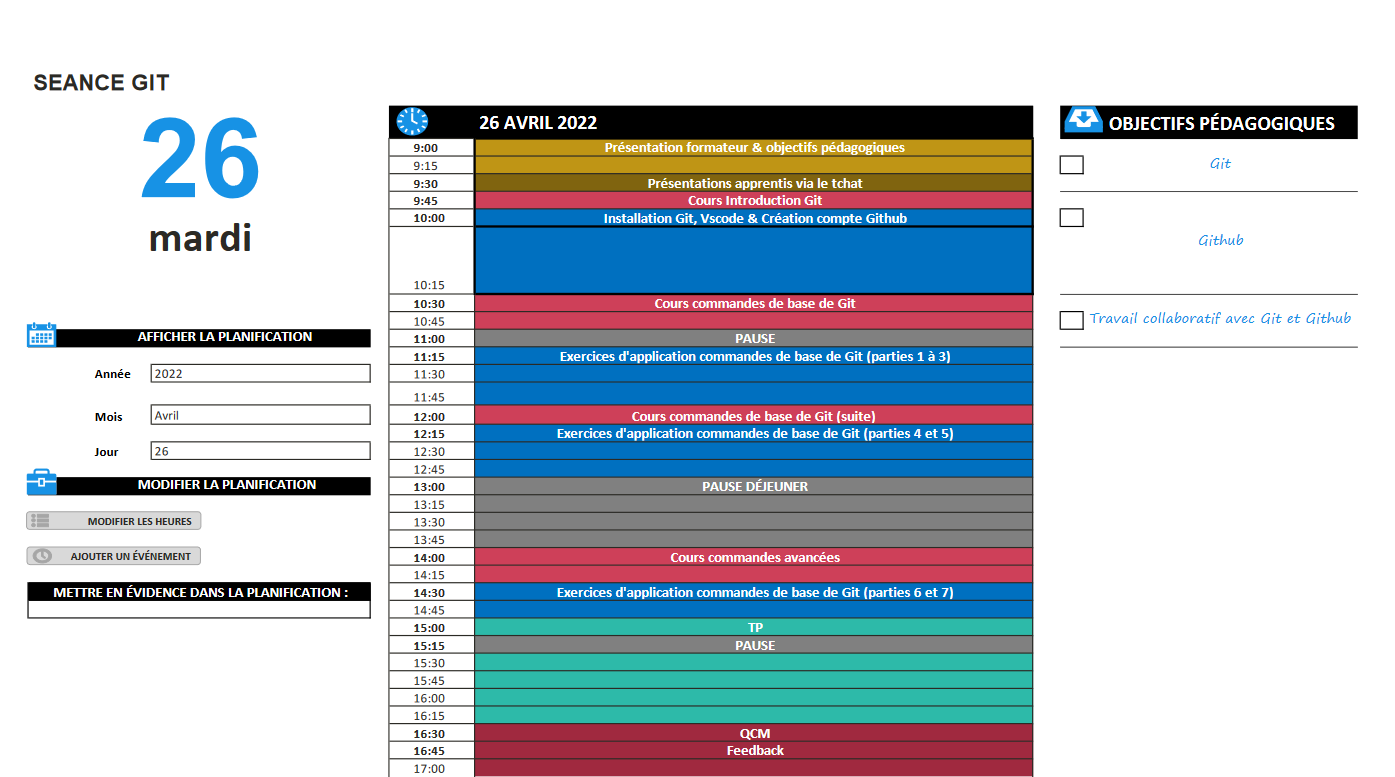 SEANCE GIT
26
mardi
AFFICHER LA PLANIFICATION
Année 2022
Mois Avril
Jour 26
MODIFIER LA PLANIFICATION
MODIFIER LES HEURES
AJOUTER UN ÉVÉNEMENT
METTRE EN ÉVIDENCE DANS LA PLANIFICATION :
26 AVRIL 2022
9:00 Présentation formateur & objectifs pédagogiques
9:15
9:30 Présentations apprentis via le tchat
9:45 Cours Introduction Git
10:00 Installation Git, Vscode & Création compte Github
10:15
10:30 Cours commandes de base de Git
10:45
11:00 PAUSE
11:15 Exercices d'application commandes de base de Git (parties 1 à 3)
11:30
11:45
12:00 Cours commandes de base de Git (suite)
12:15 Exercices d'application commandes de base de Git (parties 4 et 5)
12:30
12:45
13:00 PAUSE DÉJEUNER
13:15
13:30
13:45
14:00 Cours commandes avancées
14:15
14:30 Exercices d'application commandes de base de Git (parties 6 et 7)
14:45
15:00 TP
15:15 PAUSE
15:30
15:45
16:00
16:15
16:30 QCM
16:45 Feedback
17:00
OBJECTIFS PÉDAGOGIQUES
Git
Github
Travail collaboratif avec Git et Github